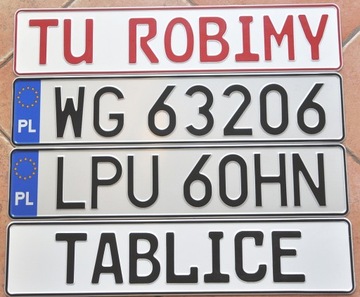 TU ROBIMY
PL WG 63206
PL LPU 60HN
TABLICE